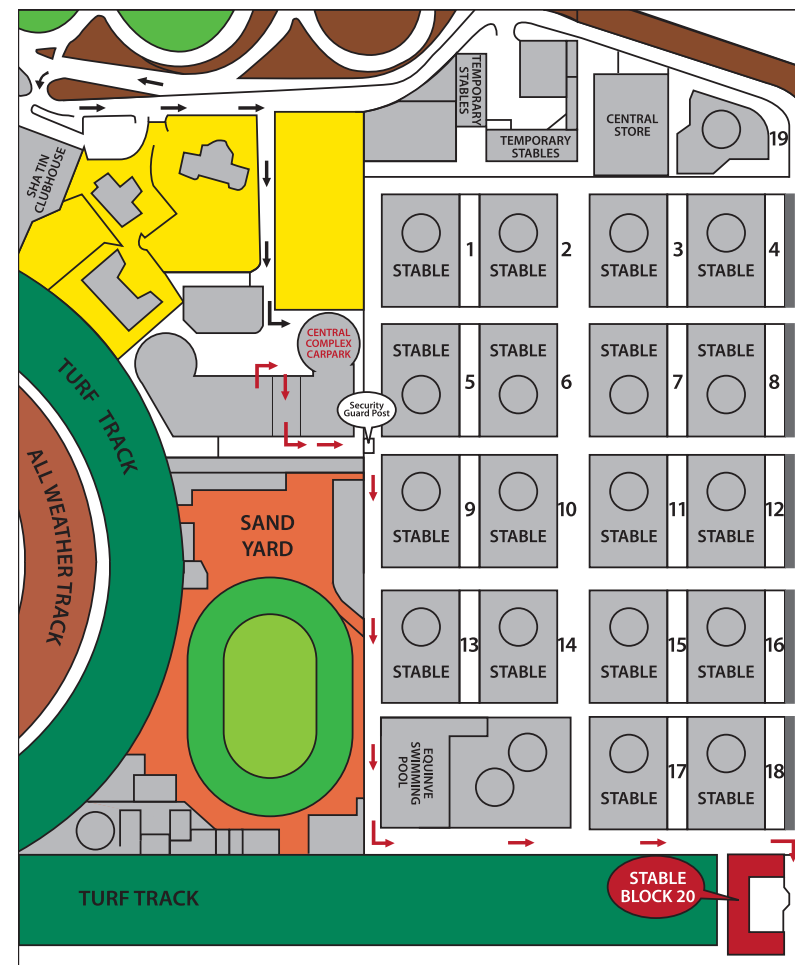 TEMPORARY
STABLES
TEMPORARY
STABLES
CENTRAL
STORE
19
SHA TIN
CLUBHOUSE
STABLE
1
STABLE
2
STABLE
3
STABLE
4
CENTRAL
COMPLEX
CARPARK
STABLE
5
STABLE
6
STABLE
7
STABLE
8
TURF TRACK
Security
Guard Post
ALL WEATHER TRACK
SAND
YARD
STABLE
9
STABLE
10
STABLE
11
STABLE
12
STABLE
13
STABLE
14
STABLE
15
STABLE
16
EQUINVE
SWIMMING
POOL
STABLE
17
STABLE
18
TURF TRACK
STABLE
BLOCK 20